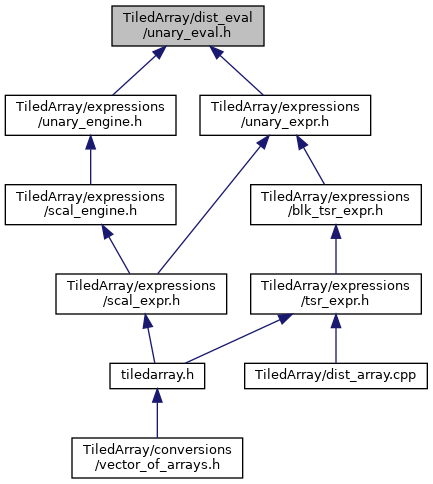 TiledArray/dist_eval
/unary_eval.h
TiledArray/expressions
/unary_engine.h
TiledArray/expressions
/unary_expr.h
TiledArray/expressions
/scal_engine.h
TiledArray/expressions
/blk_tsr_expr.h
TiledArray/expressions
/scal_expr.h
TiledArray/expressions
/tsr_expr.h
tiledarray.h
TiledArray/dist_array.cpp
TiledArray/conversions
/vector_of_arrays.h